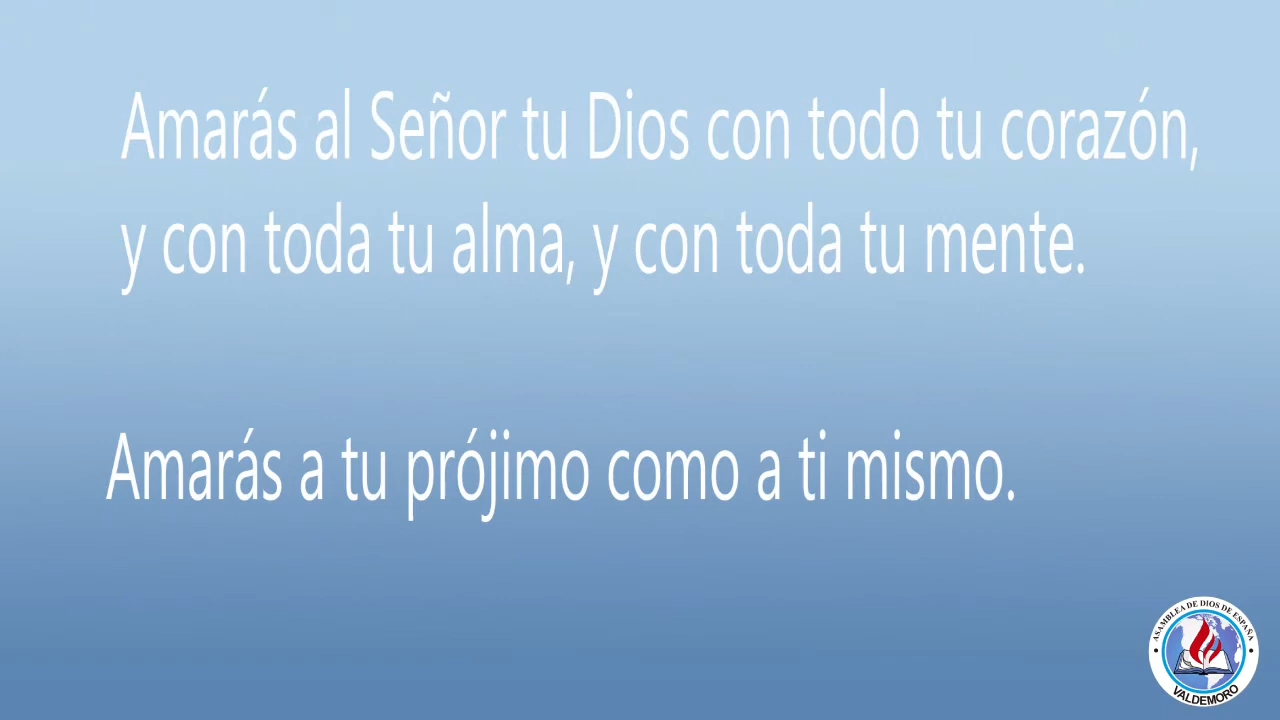 Amarás al Señor tu Dios con todo tu corazón,
y con toda tu alma, y con toda tu mente.
Amarás a tu prójimo como a ti mismo.
ASAMBLEA DE DIOS DE ESPAÑA
VALDEMORO